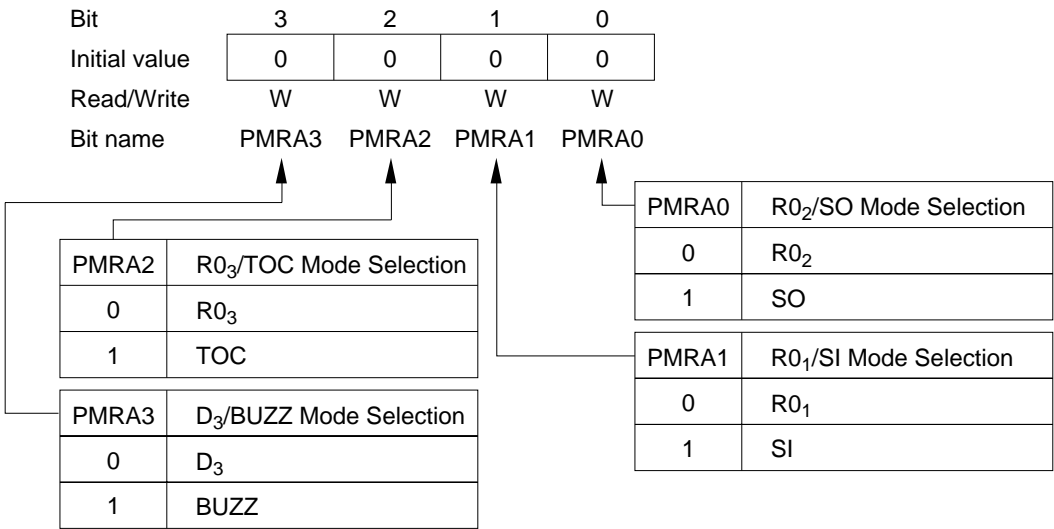 Bit 3 2 1 0
Initial value 0 0 0 0
Read/Write W W W W
Bit name PMRA3 PMRA2 PMRA1 PMRA0
PMRA2 R0₃/TOC Mode Selection
0 R0₃
1 TOC
PMRA3 D₃/BUZZ Mode Selection
0 D₃
1 BUZZ
PMRA0 R0₂/SO Mode Selection
0 R0₂
1 SO
PMRA1 R0₁/SI Mode Selection
0 R0₁
1 SI